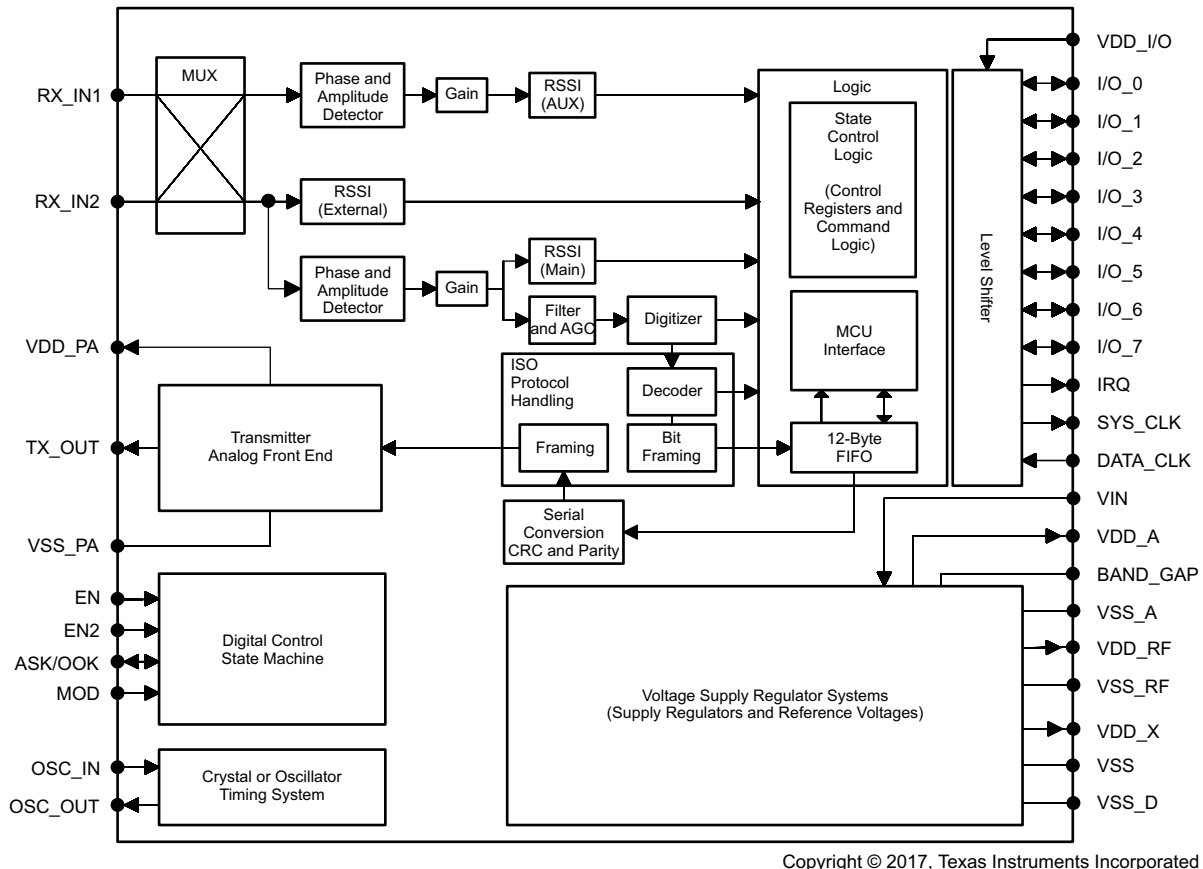 RX_IN1
RX_IN2
VDD_PA
TX_OUT
VSS_PA
EN
EN2
ASK/OOK
MOD
OSC_IN
OSC_OUT
MUX
Phase and
Amplitude
Detector
Gain
RSSI
(AUX)
RSSI
(External)
Phase and
Amplitude
Detector
Gain
RSSI
(Main)
Filter
and AGC
Digitizer
ISO
Protocol
Handling
Decoder
Bit
Framing
Framing
Serial
Conversion
CRC and Parity
Transmitter
Analog Front End
Digital Control
State Machine
Crystal or Oscillator
Timing System
Logic
State
Control
Logic
(Control
Registers and
Command
Logic)
MCU
Interface
12-Byte
FIFO
Level Shifter
Voltage Supply Regulator Systems
(Supply Regulators and Reference Voltages)
VDD_I/O
I/O_0
I/O_1
I/O_2
I/O_3
I/O_4
I/O_5
I/O_6
I/O_7
IRQ
SYS_CLK
DATA_CLK
VIN
VDD_A
BAND_GAP
VSS_A
VDD_RF
VSS_RF
VDD_X
VSS
VSS_D
Copyright © 2017, Texas Instruments Incorporated